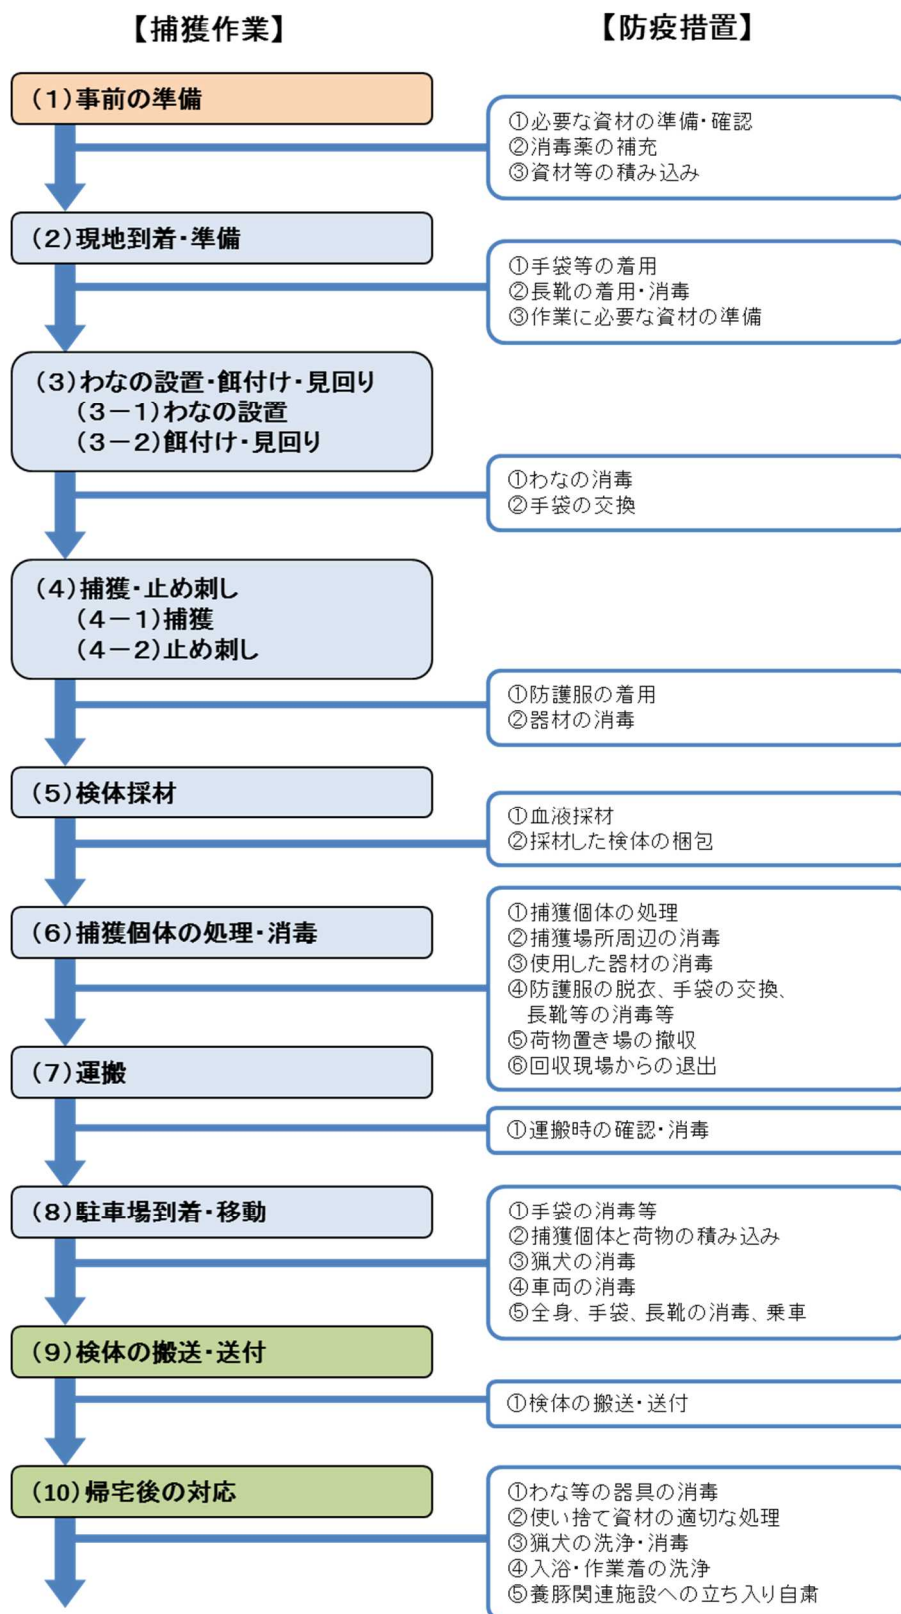 【捕獲作業】
【防疫措置】
（1）事前の準備
①必要な資材の準備・確認
②消毒薬の補充
③資材等の積み込み
（2）現地到着・準備
①手袋等の着用
②長靴の着用・消毒
③作業に必要な資材の準備
（3）わなの設置・餌付け・見回り
（3－1）わなの設置
（3－2）餌付け・見回り
①わなの消毒
②手袋の交換
（4）捕獲・止め刺し
（4－1）捕獲
（4－2）止め刺し
①防護服の着用
②器材の消毒
（5）検体採材
①血液採材
②採材した検体の梱包
（6）捕獲個体の処理・消毒
①捕獲個体の処理
②捕獲場所周辺の消毒
③使用した器材の消毒
④防護服の脱衣、手袋の交換、
長靴等の消毒等
⑤荷物置き場の撤収
⑥回収現場からの退出
（7）運搬
①運搬時の確認・消毒
（8）駐車場到着・移動
①手袋の消毒等
②捕獲個体と荷物の積み込み
③猟犬の消毒
④車両の消毒
⑤全身、手袋、長靴の消毒、乗車
（9）検体の搬送・送付
①検体の搬送・送付
（10）帰宅後の対応
①わな等の器具の消毒
②使い捨て資材の適切な処理
③猟犬の洗浄・消毒
④入浴・作業着の洗浄
⑤養豚関連施設への立ち入り自粛